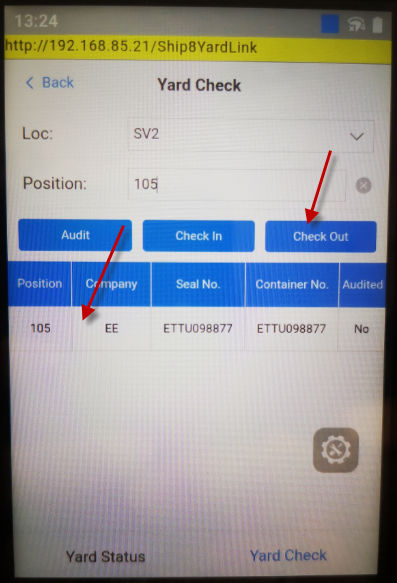 13:24
http://192.168.85.21/Ship8YardLink
Back Yard Check
Loc: SV2
Position: 105
Audit Check In Check Out
Position Company Seal No. Container No. Audited
105 EE ETTU098877 ETTU098877 No
Yard Status Yard Check